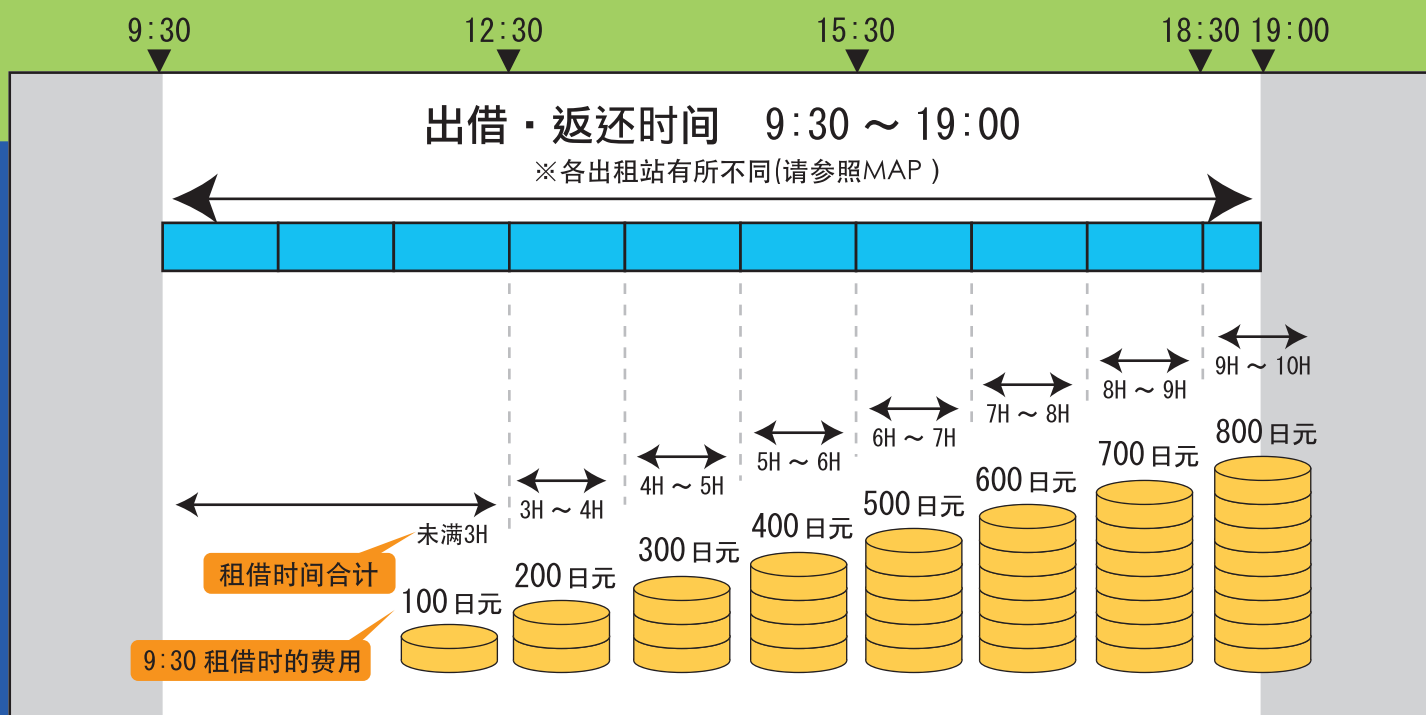 9:30
12:30
15:30
18:30
19:00
出借・返还时间 9:30 ～ 19:00
※各出租站有所不同(请参照MAP )
9H ～ 10H
8H ～ 9H
7H ～ 8H
6H ～ 7H
5H ～ 6H
4H ～ 5H
3H ～ 4H
未满3H
租借时间合计
100日元
200日元
300日元
400日元
500日元
600日元
700日元
800日元
9:30 租借时的费用